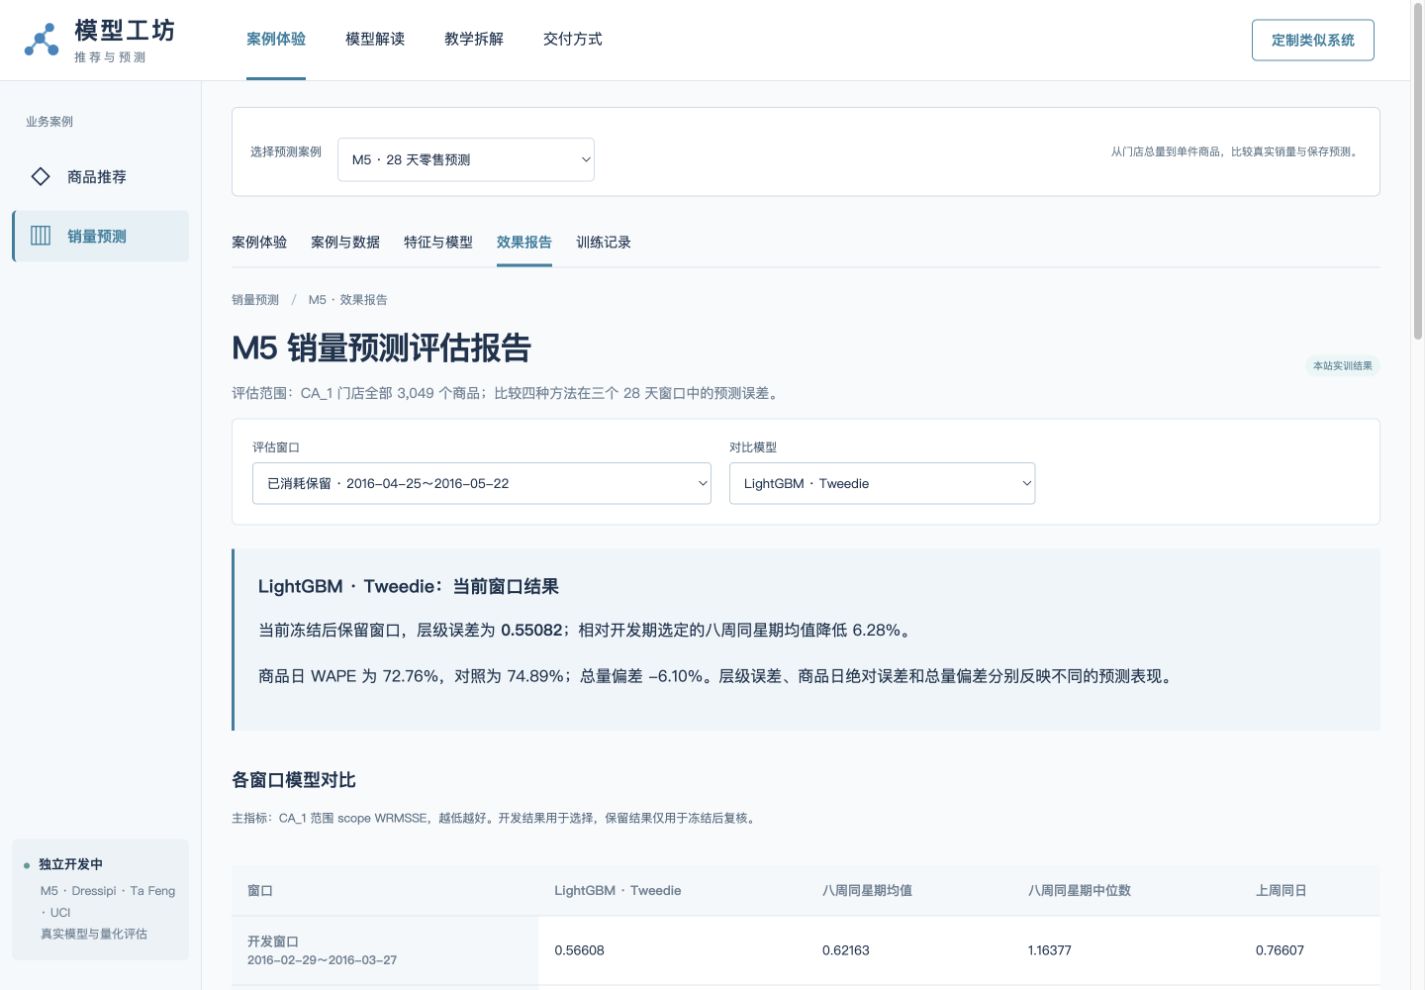 模型工坊
推荐与预测
案例体验
模型解读
教学拆解
交付方式
定制类似系统
业务案例
商品推荐
销量预测
选择预测案例
M5 · 28 天零售预测
从门店总量到单件商品，比较真实销量与保存预测。
案例体验
案例与数据
特征与模型
效果报告
训练记录
销量预测 / M5 · 效果报告
M5 销量预测评估报告
本站实训结果
评估范围：CA_1 门店全部 3,049 个商品；比较四种方法在三个 28 天窗口中的预测误差。
评估窗口
对比模型
已消耗保留 · 2016-04-25～2016-05-22
LightGBM · Tweedie
LightGBM · Tweedie：当前窗口结果
当前冻结后保留窗口，层级误差为 0.55082；相对开发期选定的八周同星期均值降低 6.28%。
商品日 WAPE 为 72.76%，对照为 74.89%；总量偏差 -6.10%。层级误差、商品日绝对误差和总量偏差分别反映不同的预测表现。
各窗口模型对比
主指标：CA_1 范围 scope WRMSSE，越低越好。开发结果用于选择，保留结果仅用于冻结后复核。
窗口 LightGBM · Tweedie 八周同星期均值 八周同星期中位数 上周同日
开发窗口
2016-02-29～2016-03-27
0.56608 0.62163 1.16377 0.76607
独立开发中
M5 · Dressipi · Ta Feng
· UCI
真实模型与量化评估